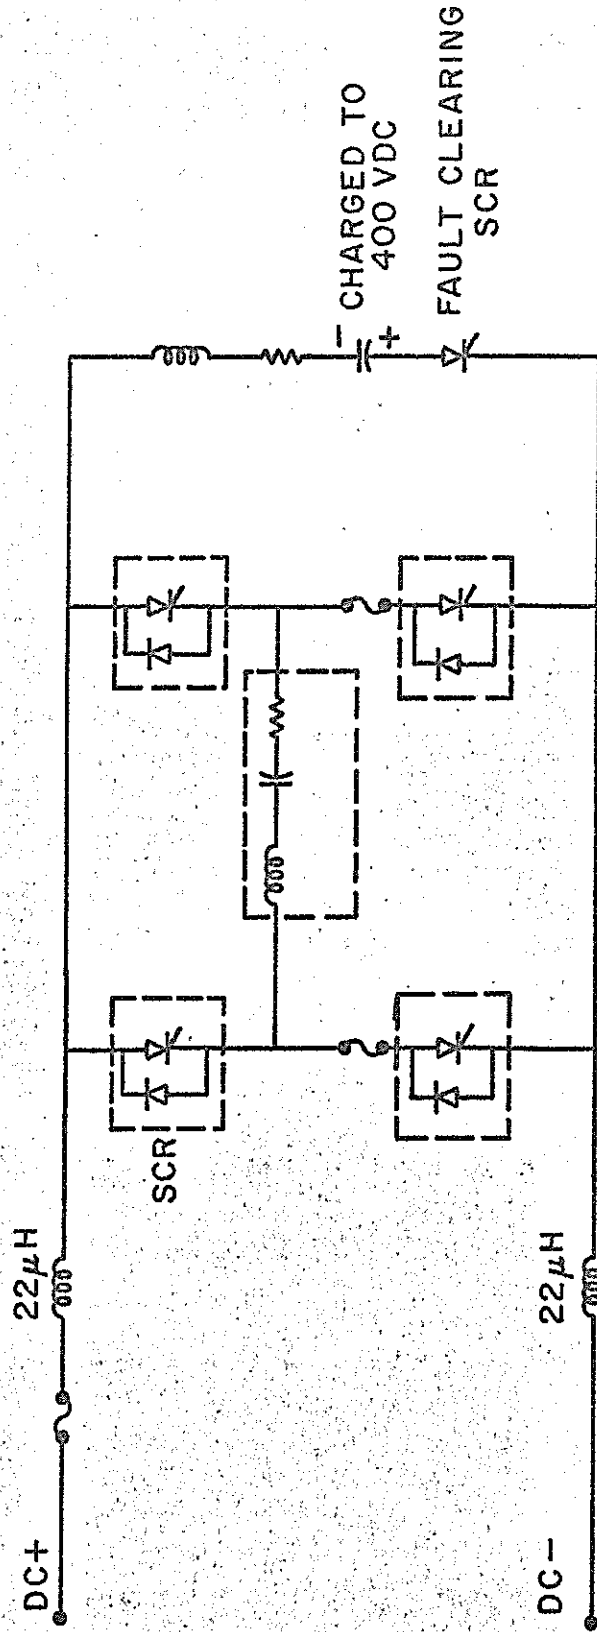 DC+
22μH
SCR
− CHARGED TO
400 VDC
+
FAULT CLEARING
SCR
DC−
22μH